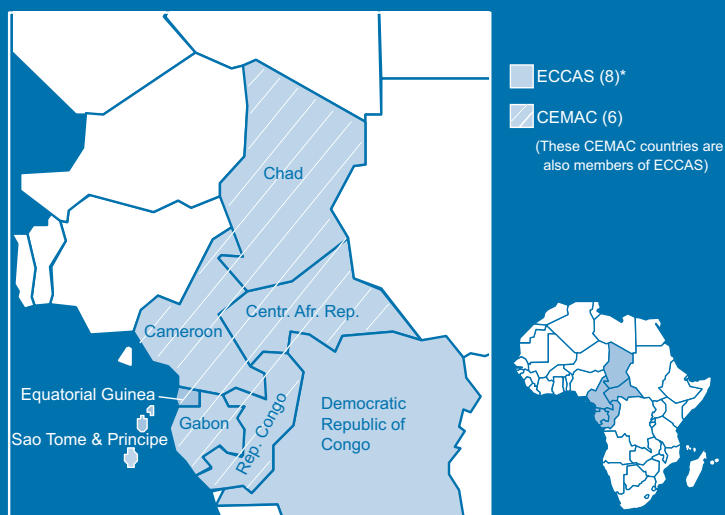 ECCAS (8)*
CEMAC (6)
(These CEMAC countries are
also members of ECCAS)
Chad
Centr. Afr. Rep.
Cameroon
Equatorial Guinea
Gabon
Rep. Congo
Democratic
Republic of
Congo
Sao Tome & Principe